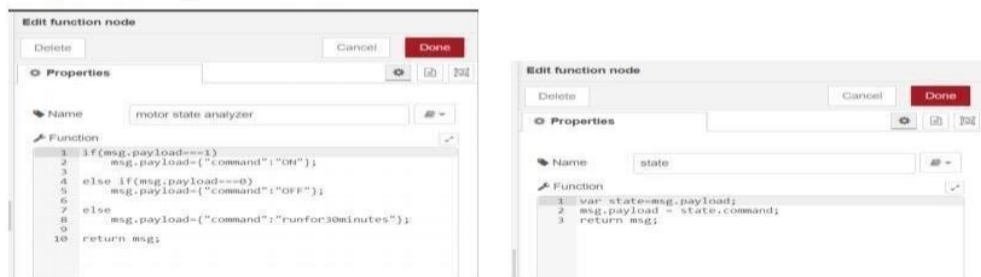 Edit function node
Delete
Cancel
Done
Properties
Name
motor state analyzer
Function
1 if(msg.payload===1)
2 msg.payload={"command":"ON"};
3
4 else if(msg.payload===0)
5 msg.payload={"command":"OFF"};
6
7 else
8 msg.payload={"command":"runfor30minutes"};
9
10 return msg;
Edit function node
Delete
Cancel
Done
Properties
Name
state
Function
1 var state=msg.payload;
2 msg.payload = state.command;
3 return msg;